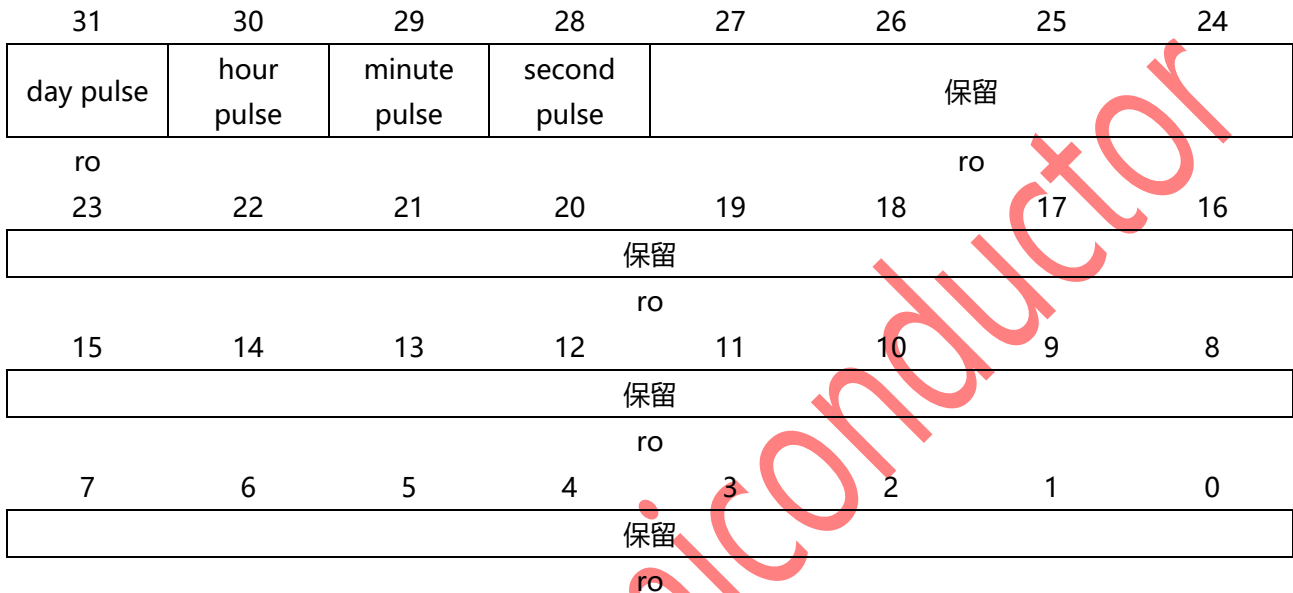 31 30 29 28 27 26 25 24
day pulse hour pulse minute pulse second pulse 保留
ro ro
23 22 21 20 19 18 17 16
保留
ro
15 14 13 12 11 10 9 8
保留
ro
7 6 5 4 3 2 1 0
保留
ro
miconductor